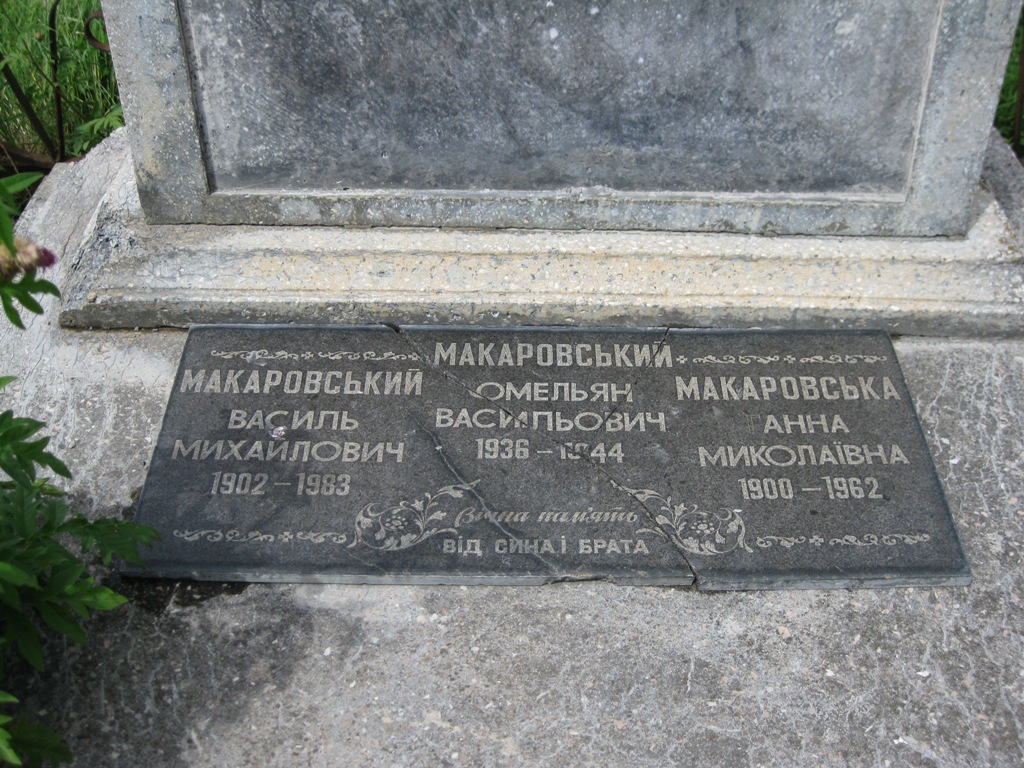 МАКАРОВСЬКИЙ
ВАСИЛЬ
МИХАЙЛОВИЧ
1902 – 1983
МАКАРОВСЬКИЙ
ОМЕЛЬЯН
ВАСИЛЬОВИЧ
1936 – 1944
МАКАРОВСЬКА
ГАННА
МИКОЛАЇВНА
1900 – 1962
Вічна пам'ять
ВІД СИНА І БРАТА